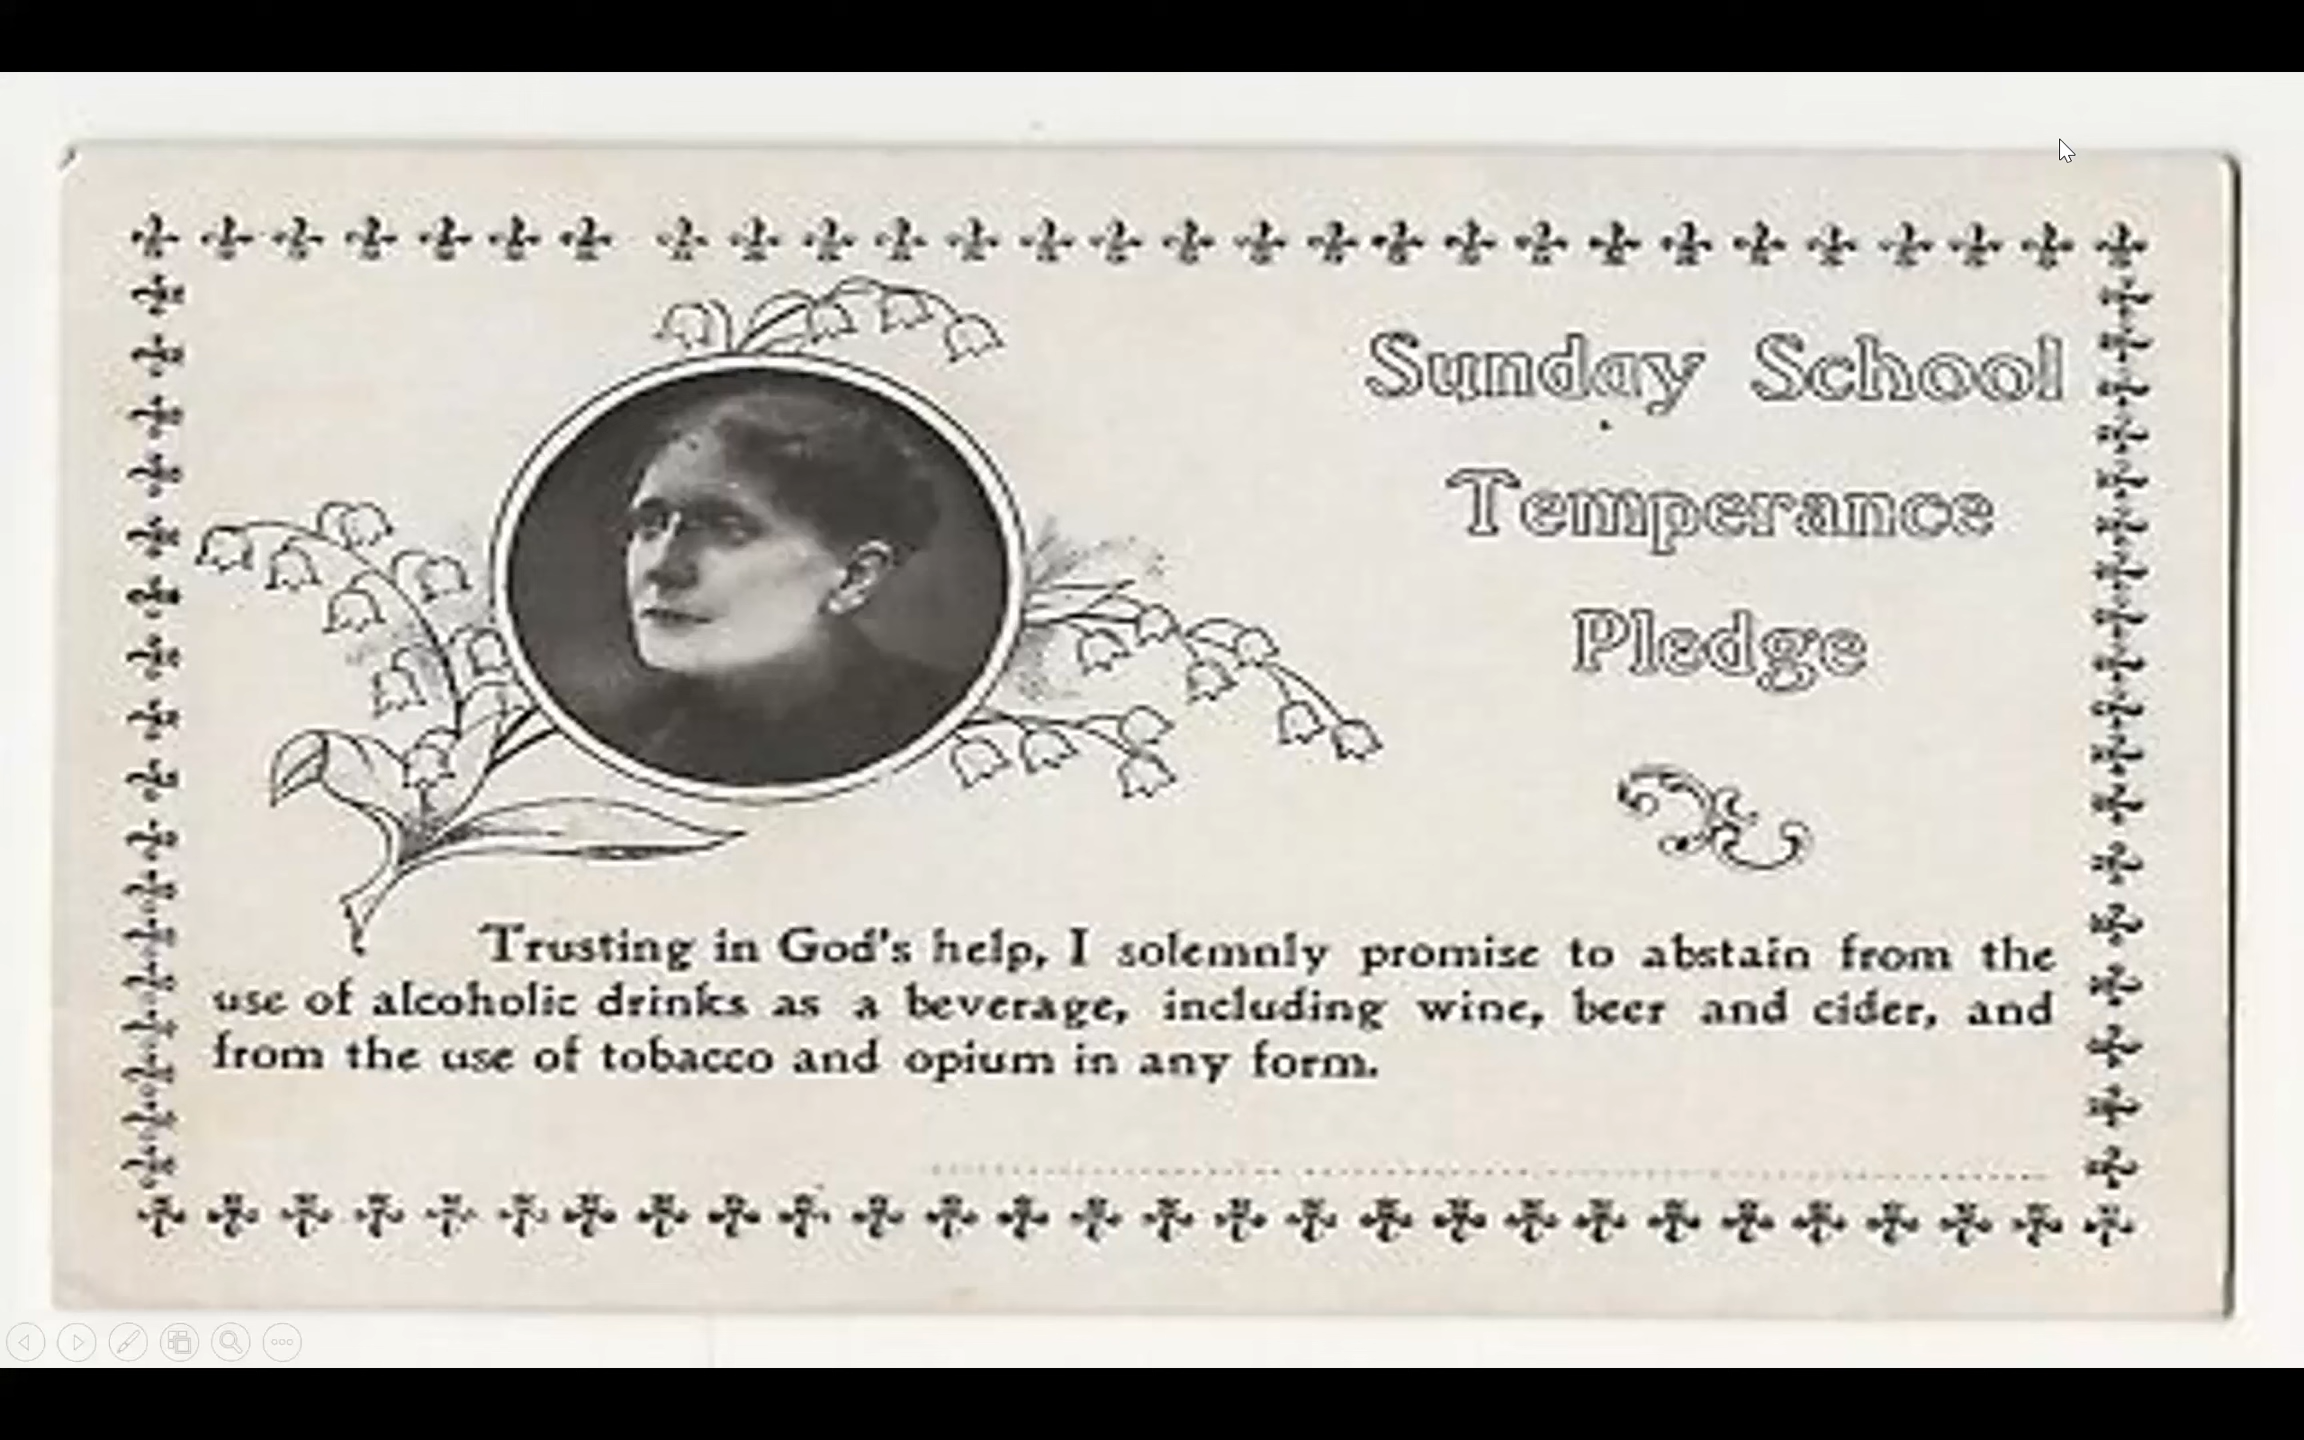 Sunday School
Temperance
Pledge
Trusting in God's help, I solemnly promise to abstain from the
use of alcoholic drinks as a beverage, including wine, beer and cider, and
from the use of tobacco and opium in any form.